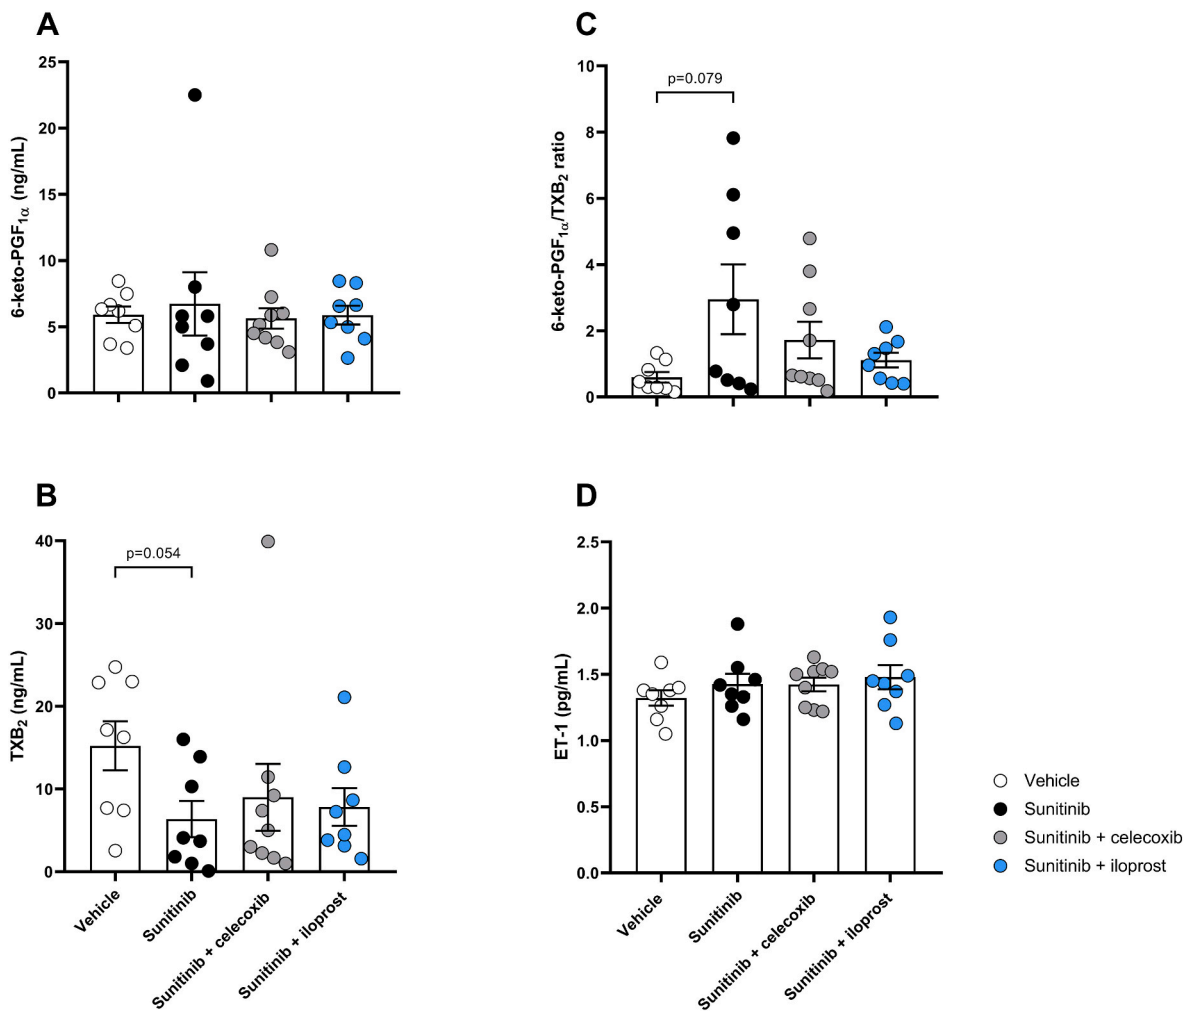 A
25
20
15
10
5
0
6-keto-PGF1α (ng/mL)
C
10
8
6
4
2
0
6-keto-PGF1α/TXB2 ratio
p=0.079
B
40
30
20
10
0
TXB2 (ng/mL)
p=0.054
Vehicle
Sunitinib
Sunitinib + celecoxib
Sunitinib + iloprost
D
2.5
2.0
1.5
1.0
0.5
0.0
ET-1 (pg/mL)
Vehicle
Sunitinib
Sunitinib + celecoxib
Sunitinib + iloprost
Vehicle
Sunitinib
Sunitinib + celecoxib
Sunitinib + iloprost